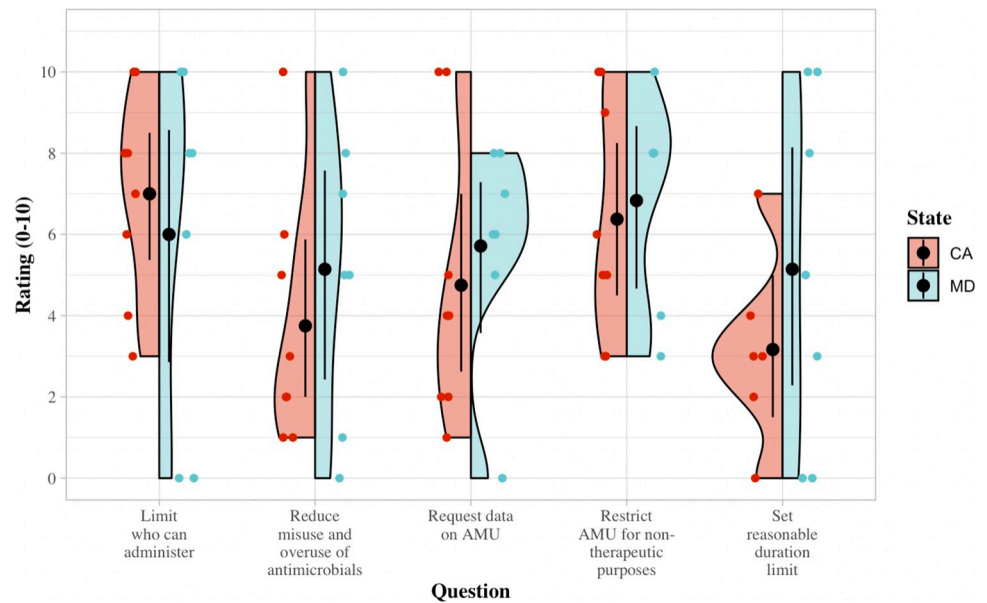 Rating (0-10)
10
8
6
4
2
0
Limit
who can
administer
Reduce
misuse and
overuse of
antimicrobials
Request data
on AMU
Restrict
AMU for non-
therapeutic
purposes
Set
reasonable
duration
limit
Question
State
CA
MD